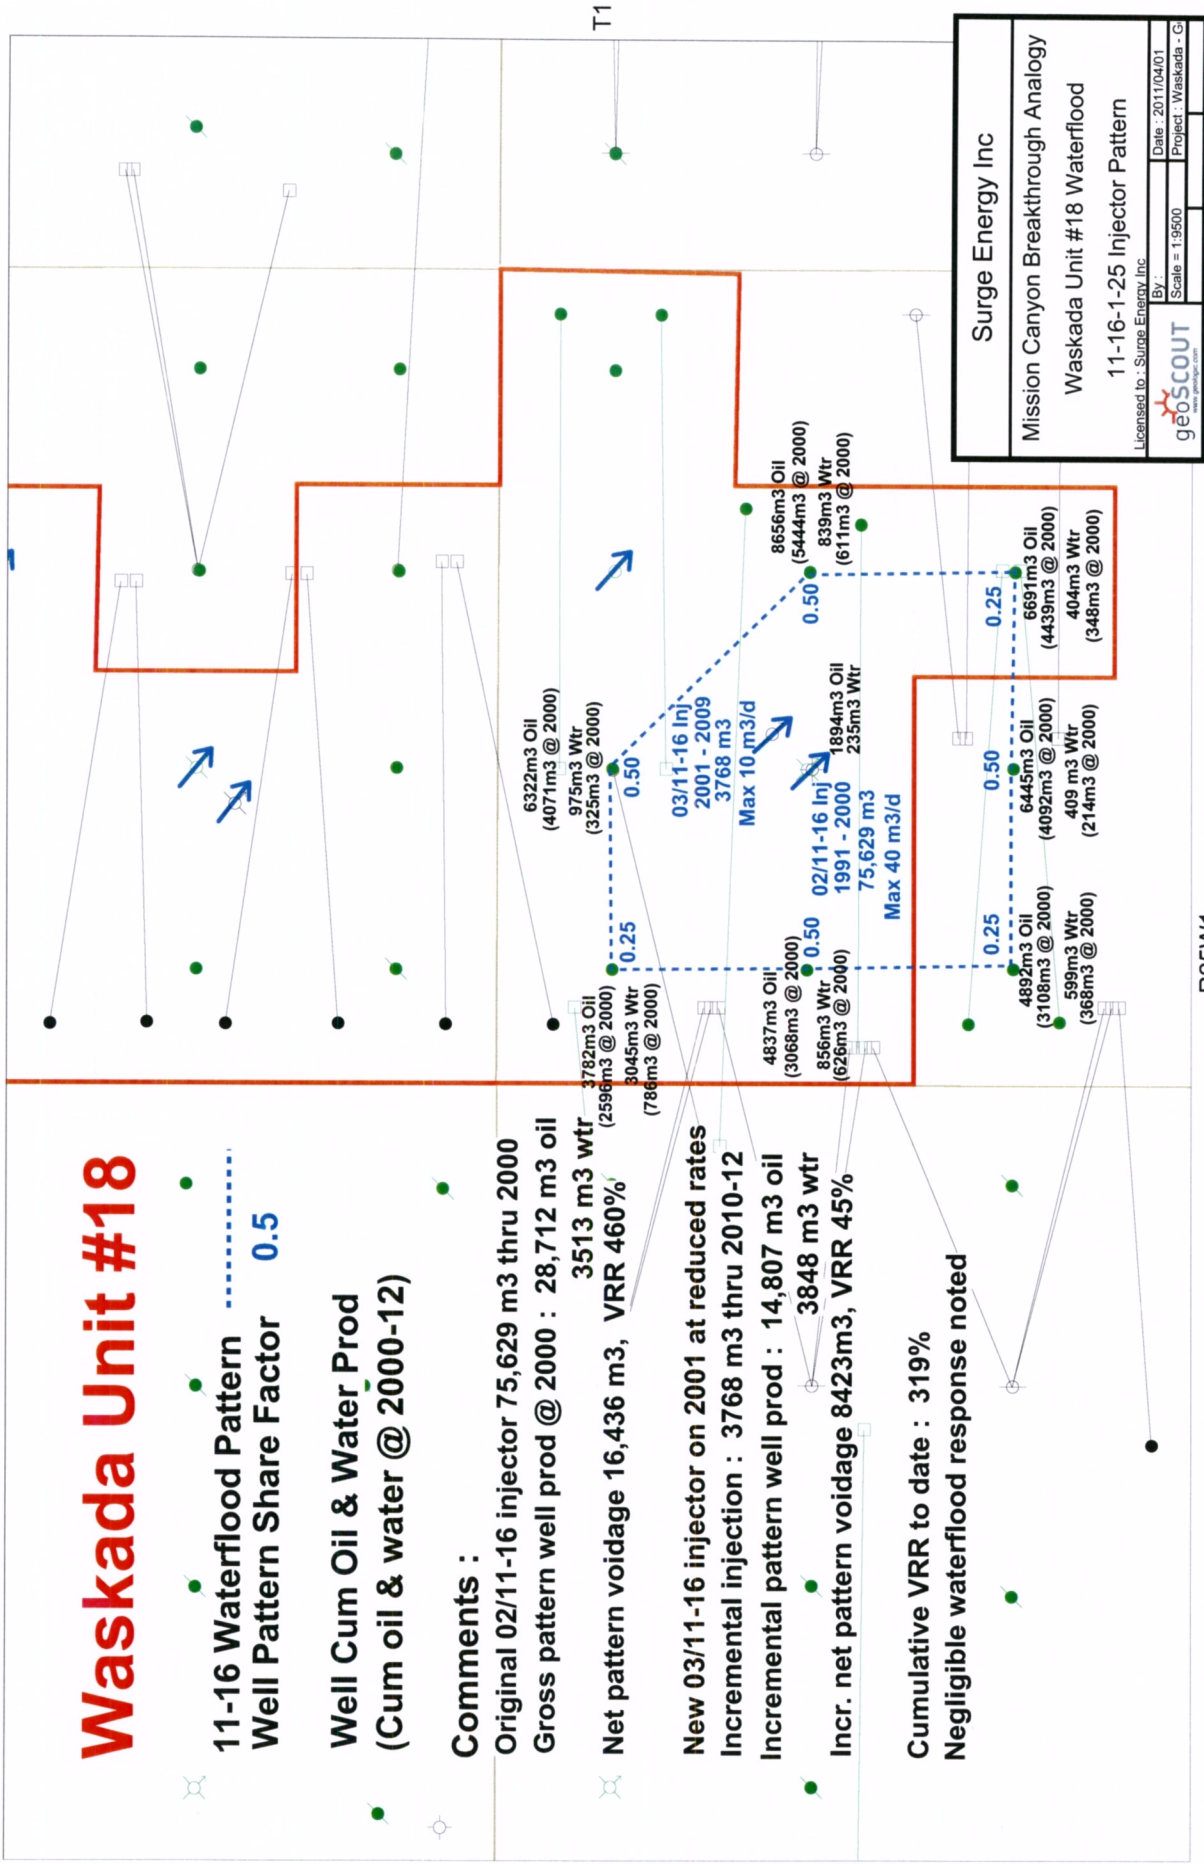 Waskada Unit #18
11-16 Waterflood Pattern
Well Pattern Share Factor 0.5
Well Cum Oil & Water Prod
(Cum oil & water @ 2000-12)
Comments :
Original 02/11-16 injector 75,629 m3 thru 2000
Gross pattern well prod @ 2000 : 28,712 m3 oil
3513 m3 wtr
Net pattern voidage 16,436 m3, VRR 460%
New 03/11-16 injector on 2001 at reduced rates
Incremental injection : 3768 m3 thru 2010-12
Incremental pattern well prod : 14,807 m3 oil
3848 m3 wtr
Incr. net pattern voidage 8423m3, VRR 45%
Cumulative VRR to date : 319%
Negligible waterflood response noted
6322m3 Oil
(4071m3 @ 2000)
975m3 Wtr
(325m3 @ 2000)
3782m3 Oil
(2596m3 @ 2000)
3045m3 Wtr
(786m3 @ 2000)
0.25
0.50
03/11-16 Inj
2001 - 2009
3768 m3
Max 10 m3/d
8656m3 Oil
(5444m3 @ 2000)
839m3 Wtr
(611m3 @ 2000)
0.50
4837m3 Oil
(3068m3 @ 2000)
856m3 Wtr
(626m3 @ 2000)
0.50
02/11-16 Inj
1991 - 2000
75,629 m3
Max 40 m3/d
1894m3 Oil
235m3 Wtr
0.25
0.50
0.25
4892m3 Oil
(3108m3 @ 2000)
599m3 Wtr
(368m3 @ 2000)
6445m3 Oil
(4092m3 @ 2000)
409 m3 Wtr
(214m3 @ 2000)
6691m3 Oil
(4439m3 @ 2000)
404m3 Wtr
(348m3 @ 2000)
T1
Surge Energy Inc
Mission Canyon Breakthrough Analogy
Waskada Unit #18 Waterflood
11-16-1-25 Injector Pattern
Licensed to : Surge Energy Inc
geoSCOUT
www.geologic.com
By :
Date : 2011/04/01
Scale = 1:9500
Project : Waskada - G